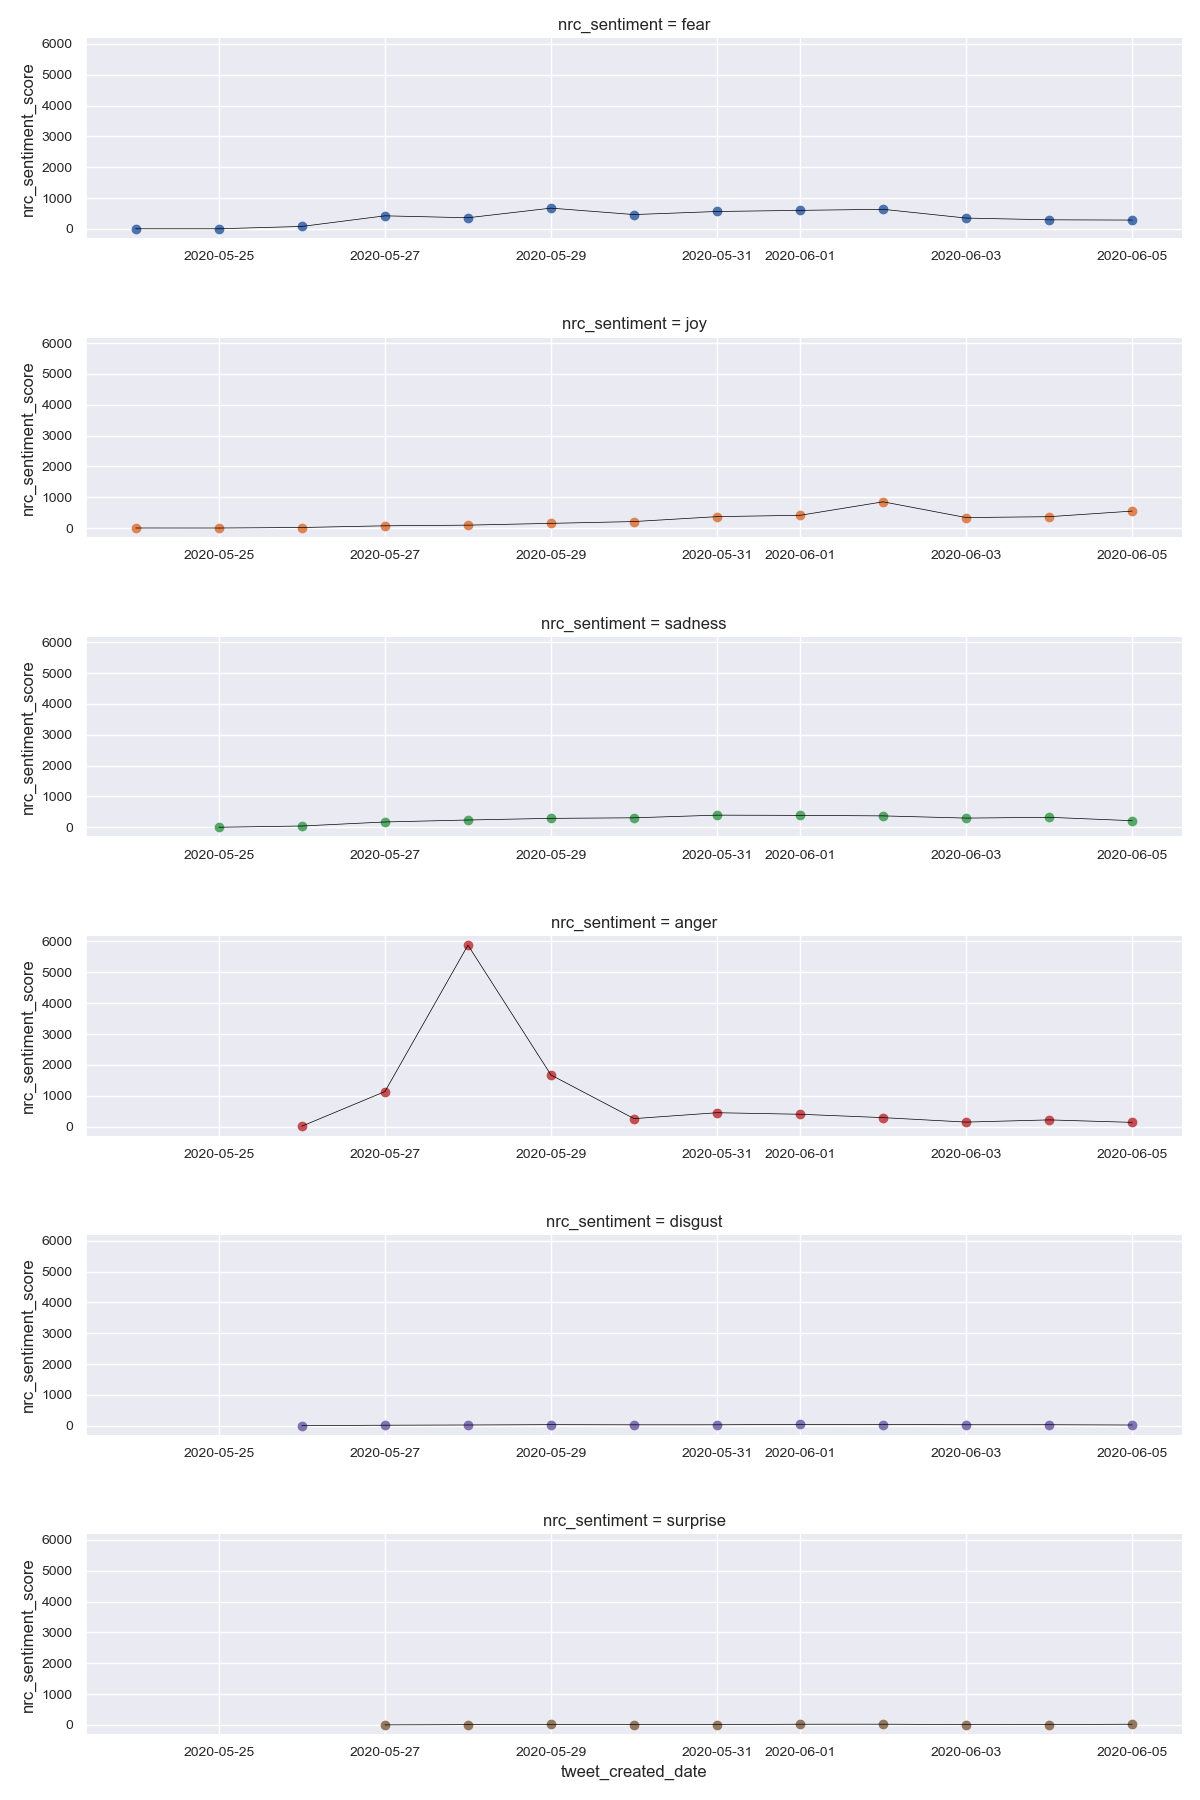 nrc_sentiment = fear
nrc_sentiment_score
6000
5000
4000
3000
2000
1000
0
2020-05-25 2020-05-27 2020-05-29 2020-05-31 2020-06-01 2020-06-03 2020-06-05
nrc_sentiment = joy
nrc_sentiment_score
6000
5000
4000
3000
2000
1000
0
2020-05-25 2020-05-27 2020-05-29 2020-05-31 2020-06-01 2020-06-03 2020-06-05
nrc_sentiment = sadness
nrc_sentiment_score
6000
5000
4000
3000
2000
1000
0
2020-05-25 2020-05-27 2020-05-29 2020-05-31 2020-06-01 2020-06-03 2020-06-05
nrc_sentiment = anger
nrc_sentiment_score
6000
5000
4000
3000
2000
1000
0
2020-05-25 2020-05-27 2020-05-29 2020-05-31 2020-06-01 2020-06-03 2020-06-05
nrc_sentiment = disgust
nrc_sentiment_score
6000
5000
4000
3000
2000
1000
0
2020-05-25 2020-05-27 2020-05-29 2020-05-31 2020-06-01 2020-06-03 2020-06-05
nrc_sentiment = surprise
nrc_sentiment_score
6000
5000
4000
3000
2000
1000
0
2020-05-25 2020-05-27 2020-05-29 2020-05-31 2020-06-01 2020-06-03 2020-06-05
tweet_created_date